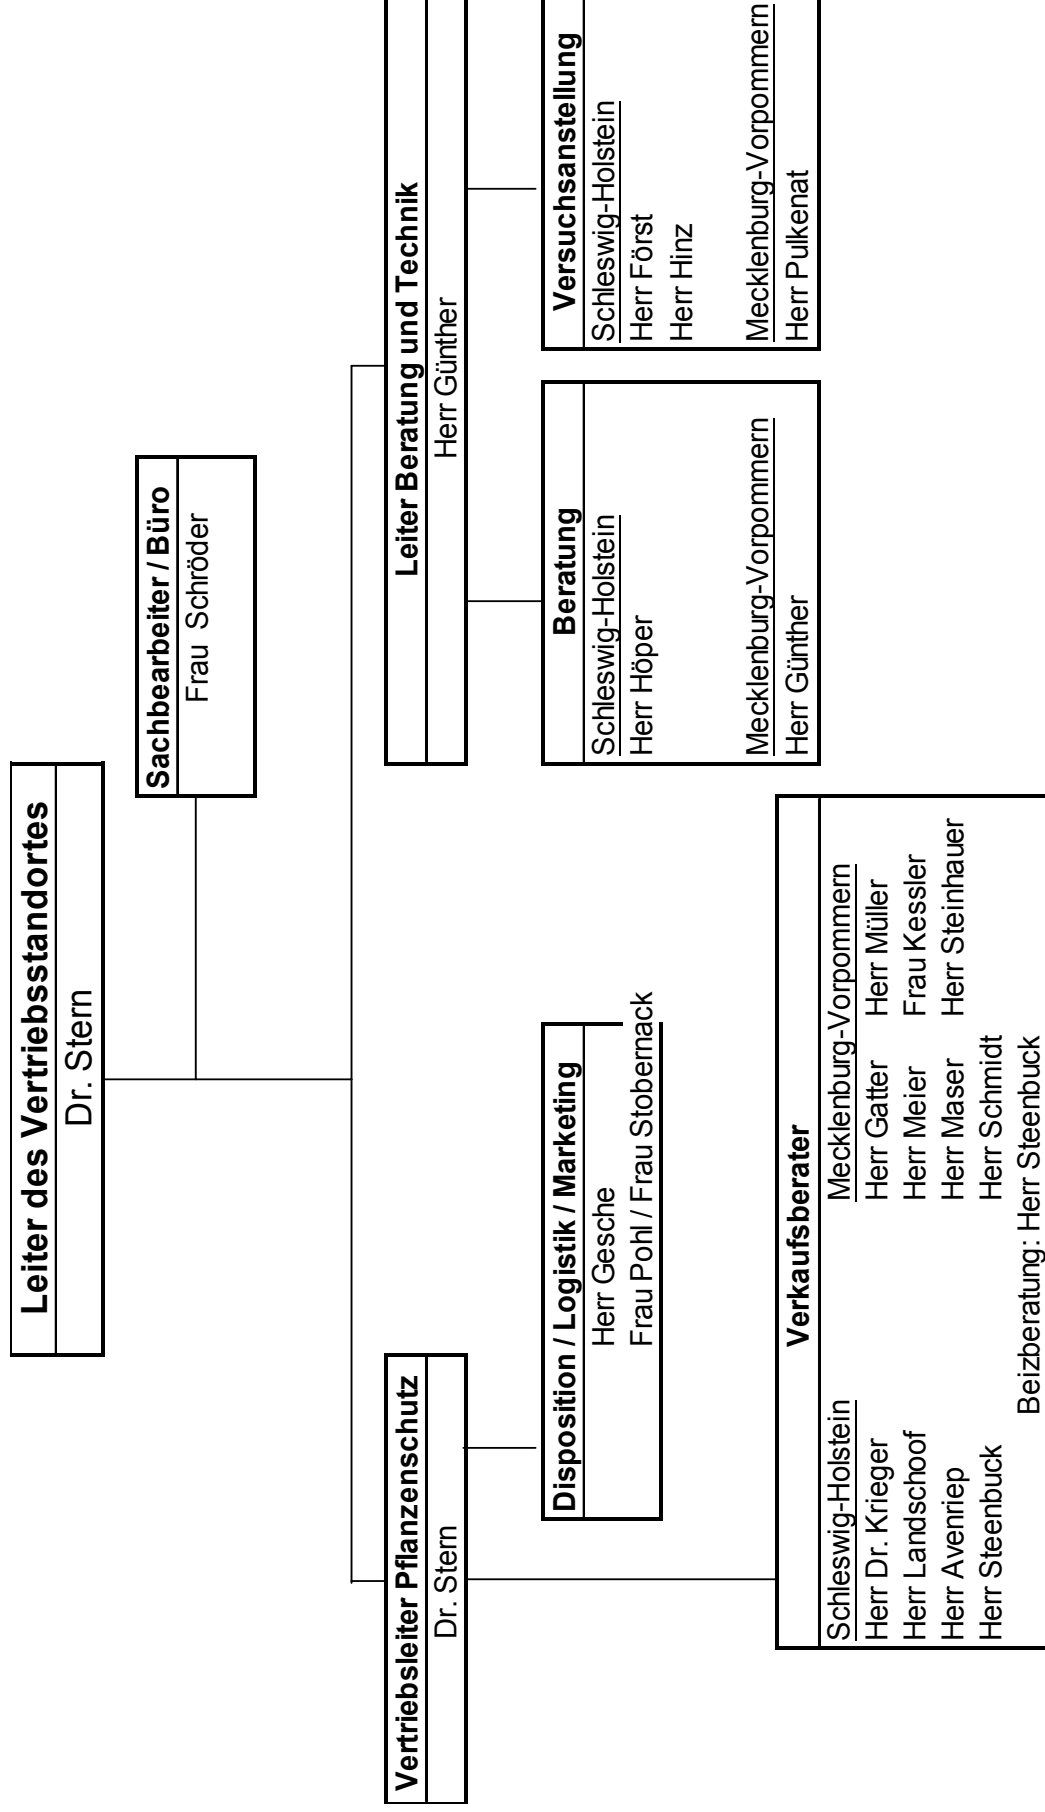 Leiter des Vertriebsstandortes
Dr. Stern
Sachbearbeiter / Büro
Frau Schröder
Vertriebsleiter Pflanzenschutz
Dr. Stern
Leiter Beratung und Technik
Herr Günther
Disposition / Logistik / Marketing
Herr Gesche
Frau Pohl / Frau Stobernack
Beratung
Schleswig-Holstein
Herr Höper
Mecklenburg-Vorpommern
Herr Günther
Versuchsanstellung
Schleswig-Holstein
Herr Först
Herr Hinz
Mecklenburg-Vorpommern
Herr Pulkenat
Verkaufsberater
Schleswig-Holstein
Herr Dr. Krieger
Herr Landschoof
Herr Avenriep
Herr Steenbuck
Mecklenburg-Vorpommern
Herr Gatter Herr Müller
Herr Meier Frau Kessler
Herr Maser Herr Steinhauer
Herr Schmidt
Beizberatung: Herr Steenbuck